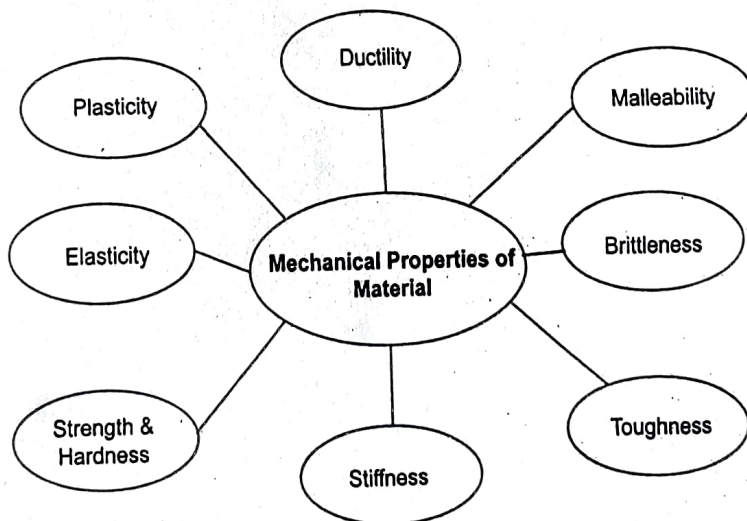 Ductility
Plasticity
Malleability
Elasticity
Mechanical Properties of
Material
Brittleness
Strength &
Hardness
Stiffness
Toughness